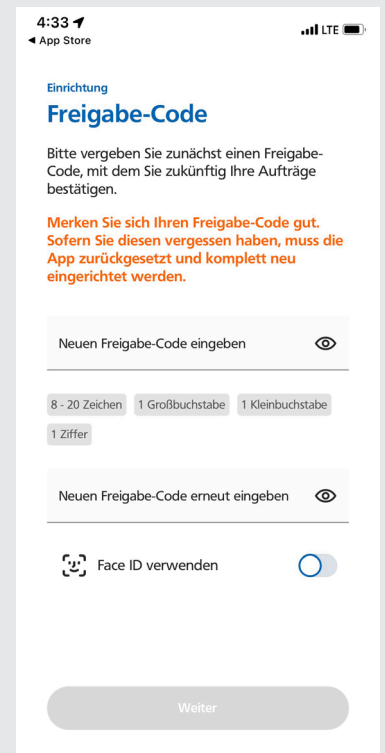 4:33
LTE
◀ App Store
Einrichtung
Freigabe-Code
Bitte vergeben Sie zunächst einen Freigabe-
Code, mit dem Sie zukünftig Ihre Aufträge
bestätigen.
Merken Sie sich Ihren Freigabe-Code gut.
Sofern Sie diesen vergessen haben, muss die
App zurückgesetzt und komplett neu
eingerichtet werden.
Neuen Freigabe-Code eingeben
8 - 20 Zeichen 1 Großbuchstabe 1 Kleinbuchstabe
1 Ziffer
Neuen Freigabe-Code erneut eingeben
Face ID verwenden
Weiter